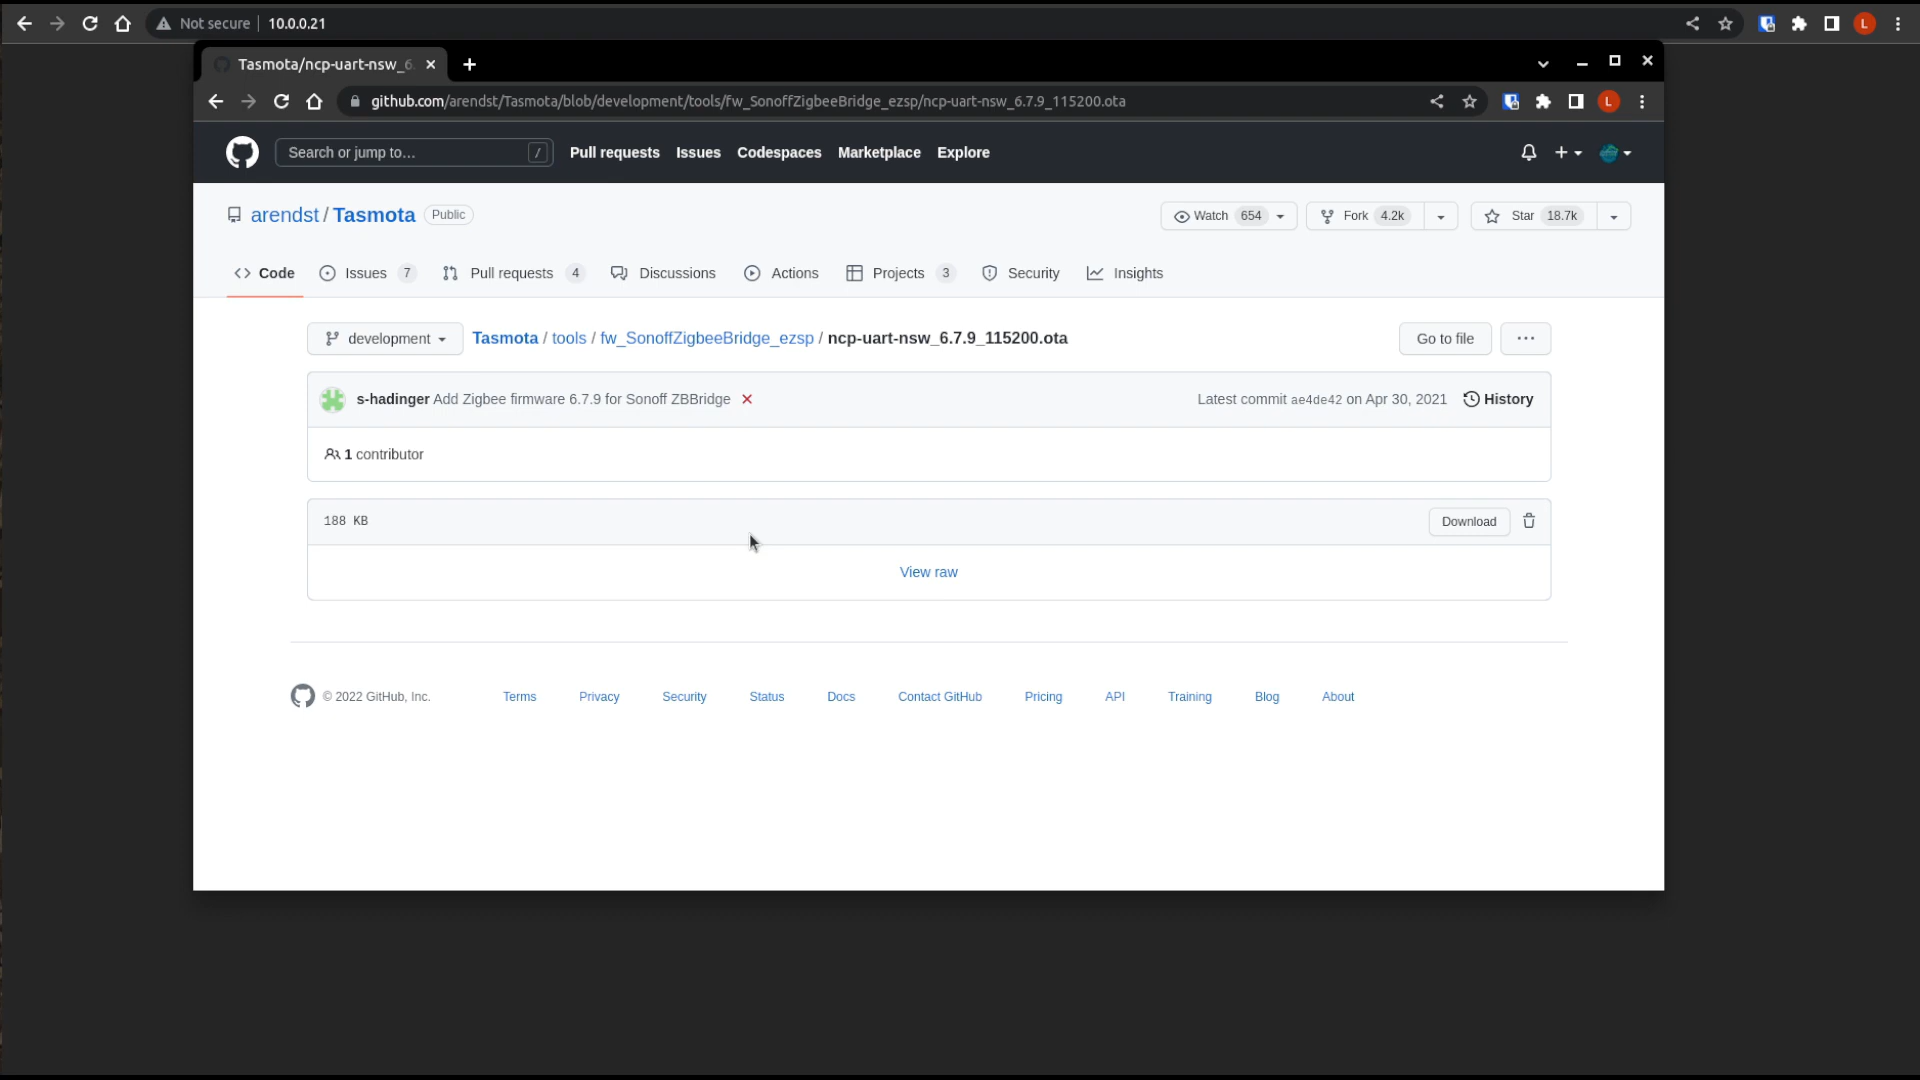 Not secure | 10.0.0.21
L
Tasmota/ncp-uart-nsw_6.
github.com/arendst/Tasmota/blob/development/tools/fw_SonoffZigbeeBridge_ezsp/ncp-uart-nsw_6.7.9_115200.ota
L
Search or jump to… / Pull requests Issues Codespaces Marketplace Explore
arendst / Tasmota Public Watch 654 Fork 4.2k Star 18.7k
Code Issues 7 Pull requests 4 Discussions Actions Projects 3 Security Insights
development Tasmota / tools / fw_SonoffZigbeeBridge_ezsp / ncp-uart-nsw_6.7.9_115200.ota Go to file ...
s-hadinger Add Zigbee firmware 6.7.9 for Sonoff ZBBridge Latest commit ae4de42 on Apr 30, 2021 History
1 contributor
188 KB Download
View raw
© 2022 GitHub, Inc. Terms Privacy Security Status Docs Contact GitHub Pricing API Training Blog About